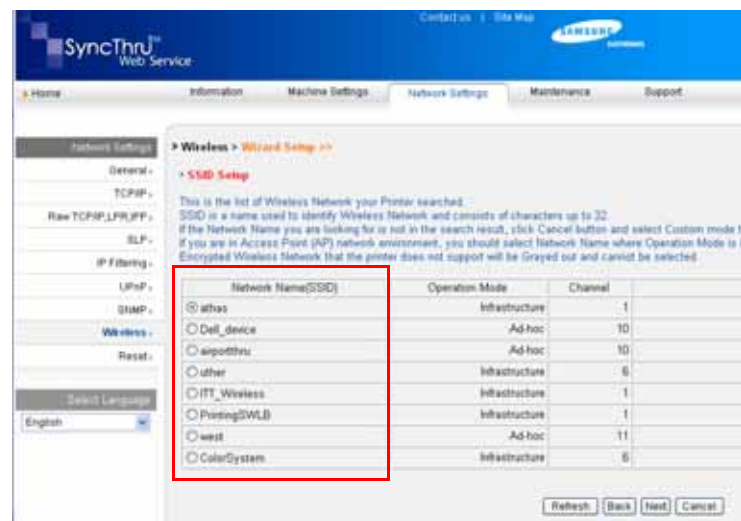 Contact us | Site Map
SAMSUNG
ELECTRONICS
SyncThru™
Web Service
Home
Information
Machine Settings
Network Settings
Maintenance
Support
Network Settings
General
TCP/IP
Raw TCP/IP,LPR,IPP
SLP
IP Filtering
UPnP
SNMP
Wireless
Reset
Select Language
English
> Wireless > Wizard Setup >>
SSID Setup
This is the list of Wireless Network your Printer searched.
SSID is a name used to identify Wireless Network and consists of characters up to 32.
If the Network Name you are looking for is not in the search result, click Cancel button and select Custom mode
If you are in Access Point (AP) network environment, you should select Network Name where Operation Mode is
Encrypted Wireless Network that the printer does not support will be Grayed out and cannot be selected.
Network Name(SSID) Operation Mode Channel
athas Infrastructure 1
Dell_device Ad-hoc 10
airportthru Ad-hoc 10
uther Infrastructure 6
ITT_Wireless Infrastructure 1
PrintingSWLB Infrastructure 1
west Ad-hoc 11
ColorSystem Infrastructure 6
Refresh Back Next Cancel